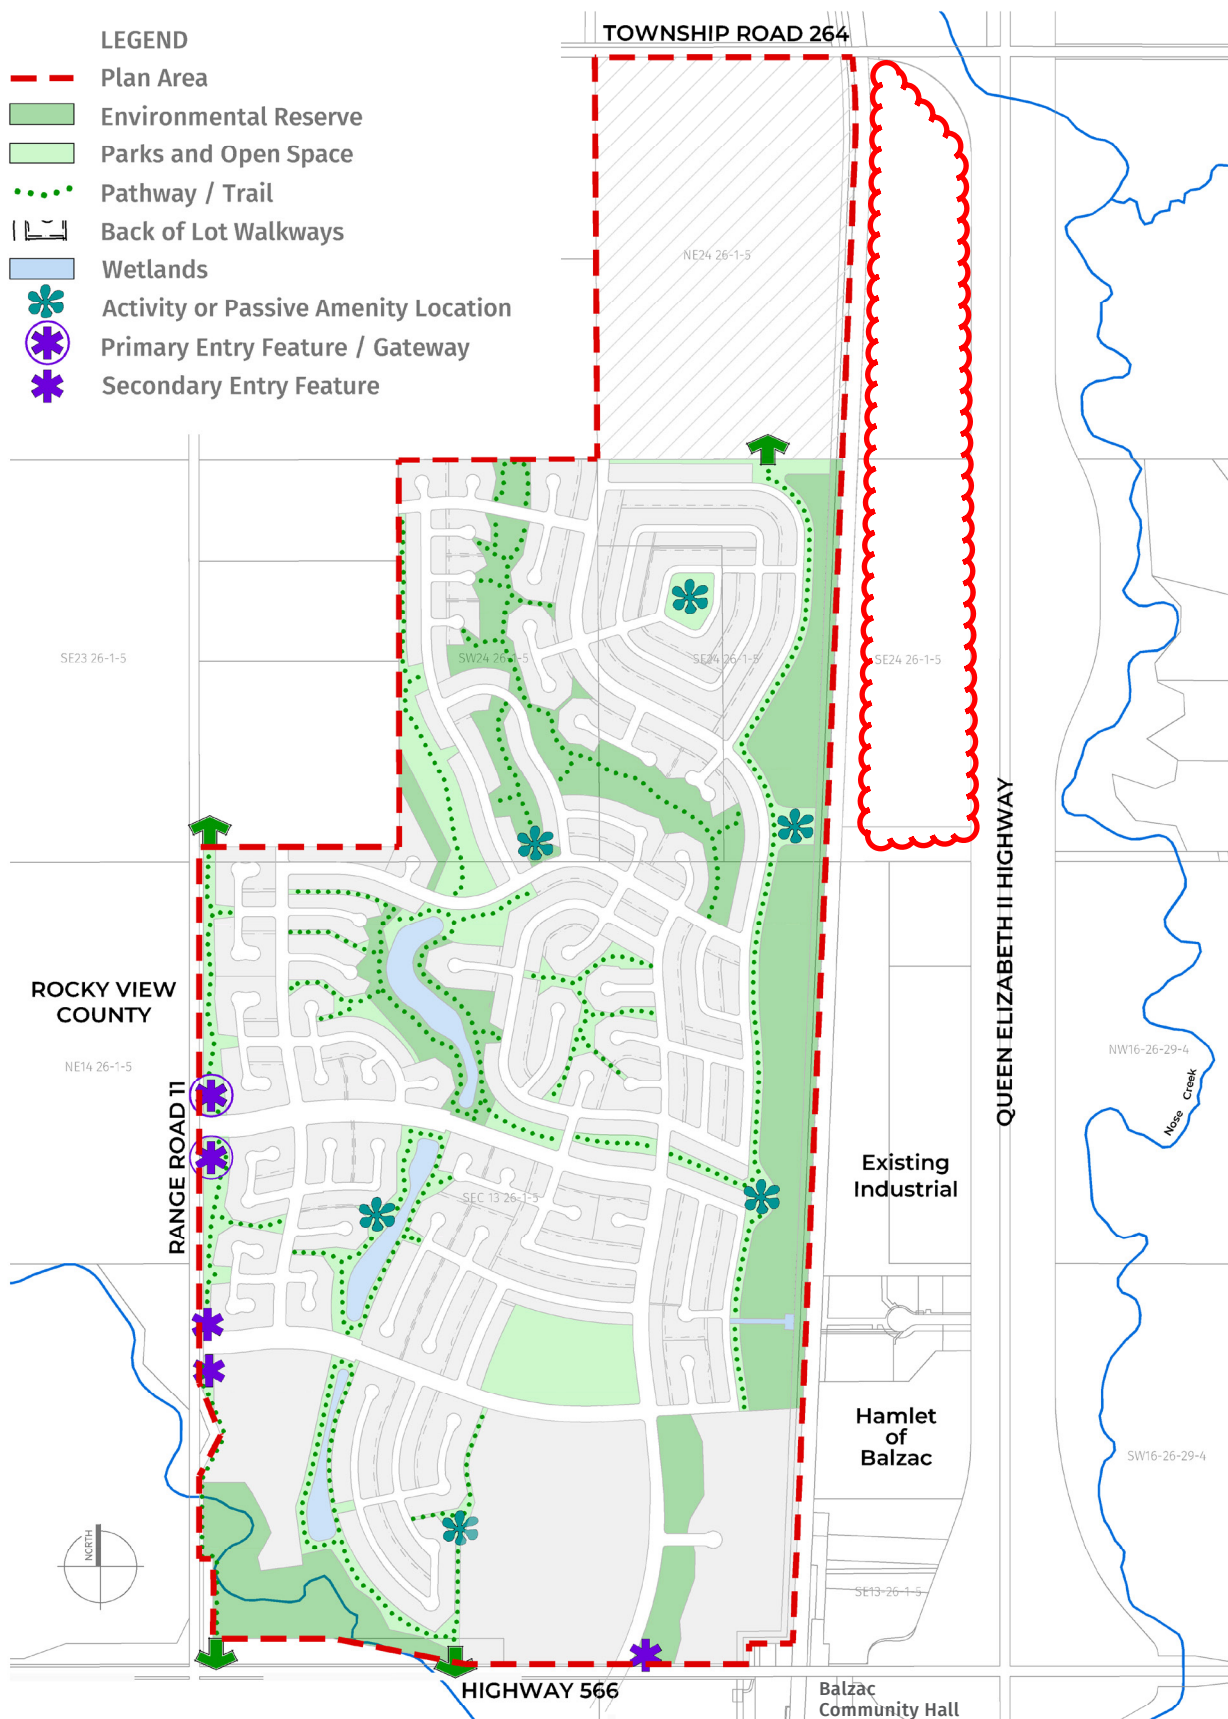 TOWNSHIP ROAD 264
LEGEND
Plan Area
Environmental Reserve
Parks and Open Space
Pathway / Trail
Back of Lot Walkways
Wetlands
Activity or Passive Amenity Location
Primary Entry Feature / Gateway
Secondary Entry Feature
NE24 26-1-5
SE23 26-1-5
SW24 26-1-5
SE24 26-1-5
SE24 26-1-5
QUEEN ELIZABETH II HIGHWAY
ROCKY VIEW
COUNTY
NE14 26-1-5
NW16-26-29-4
Nose Creek
RANGE ROAD 11
Existing
Industrial
SEC 13 26-1-5
Hamlet
of
Balzac
SW16-26-29-4
NORTH
SE13-26-1-5
HIGHWAY 566
Balzac
Community Hall